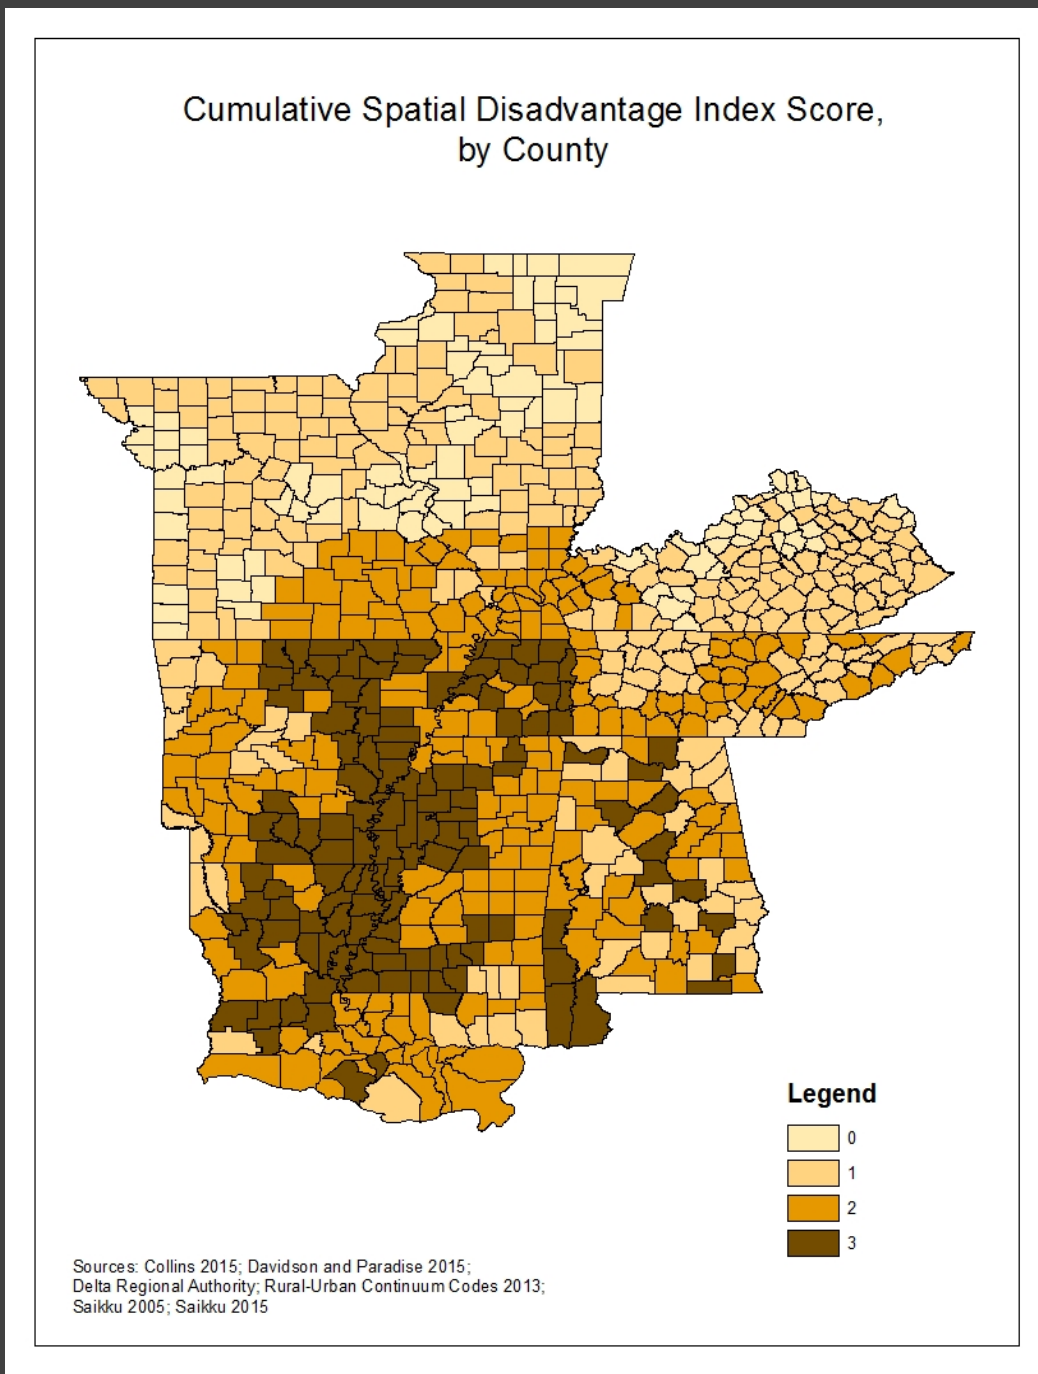 Cumulative Spatial Disadvantage Index Score,
by County
Legend
0
1
2
3
Sources: Collins 2015; Davidson and Paradise 2015;
Delta Regional Authority; Rural-Urban Continuum Codes 2013;
Saikku 2005; Saikku 2015